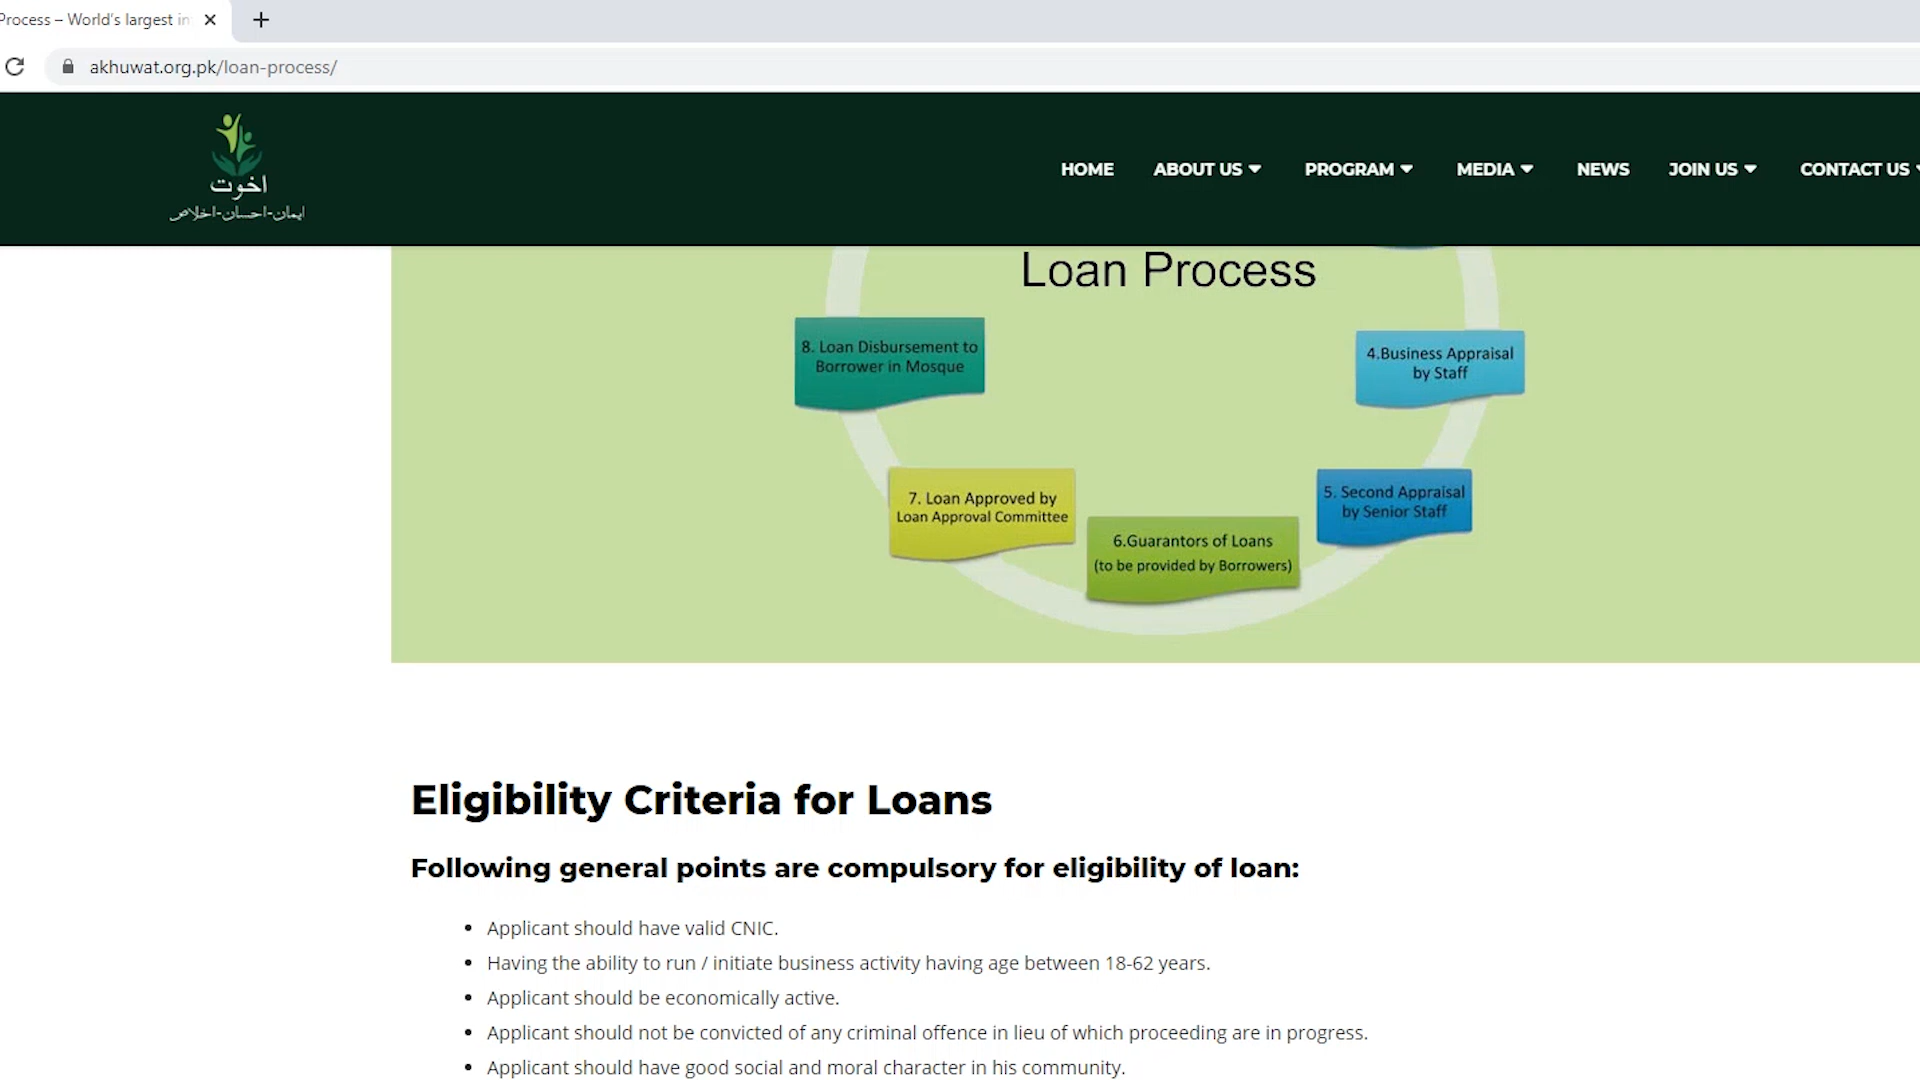 Process – World's largest in
akhuwat.org.pk/loan-process/
اخوت
ایمان-احسان-اخلاص
HOME
ABOUT US
PROGRAM
MEDIA
NEWS
JOIN US
CONTACT US
Loan Process
8. Loan Disbursement to
Borrower in Mosque
4.Business Appraisal
by Staff
7. Loan Approved by
Loan Approval Committee
5. Second Appraisal
by Senior Staff
6.Guarantors of Loans
(to be provided by Borrowers)
Eligibility Criteria for Loans
Following general points are compulsory for eligibility of loan:
• Applicant should have valid CNIC.
• Having the ability to run / initiate business activity having age between 18-62 years.
• Applicant should be economically active.
• Applicant should not be convicted of any criminal offence in lieu of which proceeding are in progress.
• Applicant should have good social and moral character in his community.